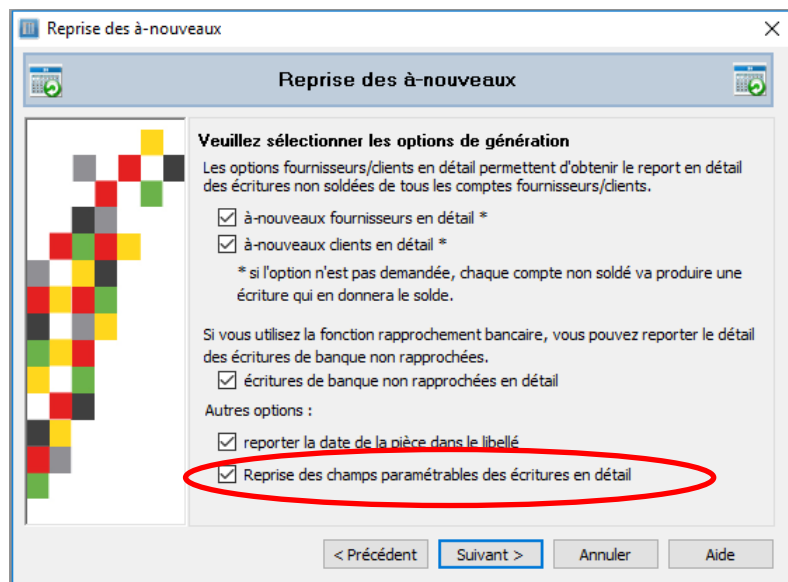 Reprise des à-nouveaux
Reprise des à-nouveaux
Veuillez sélectionner les options de génération
Les options fournisseurs/clients en détail permettent d'obtenir le report en détail
des écritures non soldées de tous les comptes fournisseurs/clients.
à-nouveaux fournisseurs en détail *
à-nouveaux clients en détail *
* si l'option n'est pas demandée, chaque compte non soldé va produire une
écriture qui en donnera le solde.
Si vous utilisez la fonction rapprochement bancaire, vous pouvez reporter le détail
des écritures de banque non rapprochées.
écritures de banque non rapprochées en détail
Autres options :
reporter la date de la pièce dans le libellé
Reprise des champs paramétrables des écritures en détail
< Précédent Suivant > Annuler Aide